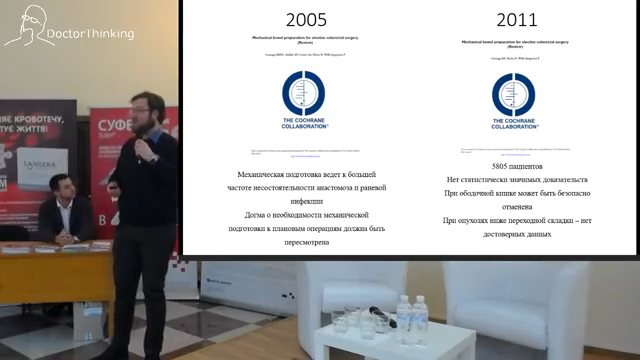 DoctorThinking
2005
Mechanical bowel preparation for elective colorectal surgery
(Review)
THE COCHRANE
COLLABORATION®
Механическая подготовка ведет к большей
частоте несостоятельности анастомоза и раневой
инфекции
Догма о необходимости механической
подготовки к плановым операциям должна быть
пересмотрена
2011
Mechanical bowel preparation for elective colorectal surgery
(Review)
THE COCHRANE
COLLABORATION®
5805 пациентов
Нет статистически значимых доказательств
При ободочной кишке может быть безопасно
отменена
При опухолях ниже переходной складки – нет
достоверных данных
КРОВОТЕЧУ,
ЖИТТЯ!
SANGERA
СУФЕ